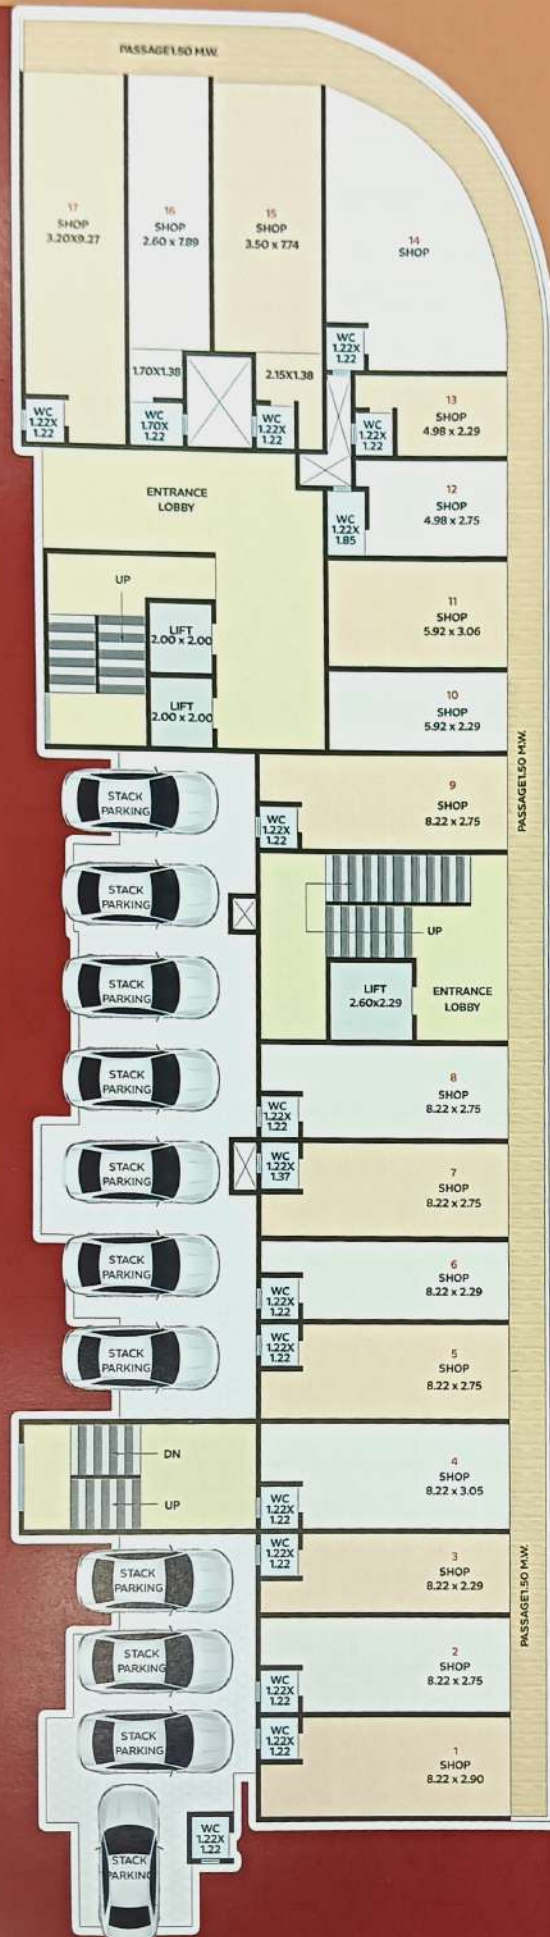 PASSAGE1.50 M.W.
17
SHOP
3.20X9.27
16
SHOP
2.60 x 7.89
15
SHOP
3.50 x 7.74
14
SHOP
WC
1.22X
1.22
1.70X1.38
2.15X1.38
WC
1.22X
1.22
WC
1.70X
1.22
WC
1.22X
1.22
WC
1.22X
1.22
13
SHOP
4.98 x 2.29
ENTRANCE
LOBBY
12
SHOP
4.98 x 2.75
WC
1.22X
1.85
UP
LIFT
2.00 x 2.00
11
SHOP
5.92 x 3.06
LIFT
2.00 x 2.00
10
SHOP
5.92 x 2.29
PASSAGE1.50 M.W.
STACK
PARKING
9
SHOP
8.22 x 2.75
WC
1.22X
1.22
STACK
PARKING
UP
STACK
PARKING
LIFT
2.60x2.29
ENTRANCE
LOBBY
STACK
PARKING
8
SHOP
8.22 x 2.75
WC
1.22X
1.22
STACK
PARKING
WC
1.22X
1.37
7
SHOP
8.22 x 2.75
STACK
PARKING
6
SHOP
8.22 x 2.29
WC
1.22X
1.22
STACK
PARKING
WC
1.22X
1.22
5
SHOP
8.22 x 2.75
DN
UP
4
SHOP
8.22 x 3.05
WC
1.22X
1.22
STACK
PARKING
WC
1.22X
1.22
3
SHOP
8.22 x 2.29
PASSAGE1.50 M.W.
STACK
PARKING
2
SHOP
8.22 x 2.75
WC
1.22X
1.22
STACK
PARKING
WC
1.22X
1.22
1
SHOP
8.22 x 2.90
STACK
PARKING
WC
1.22X
1.22